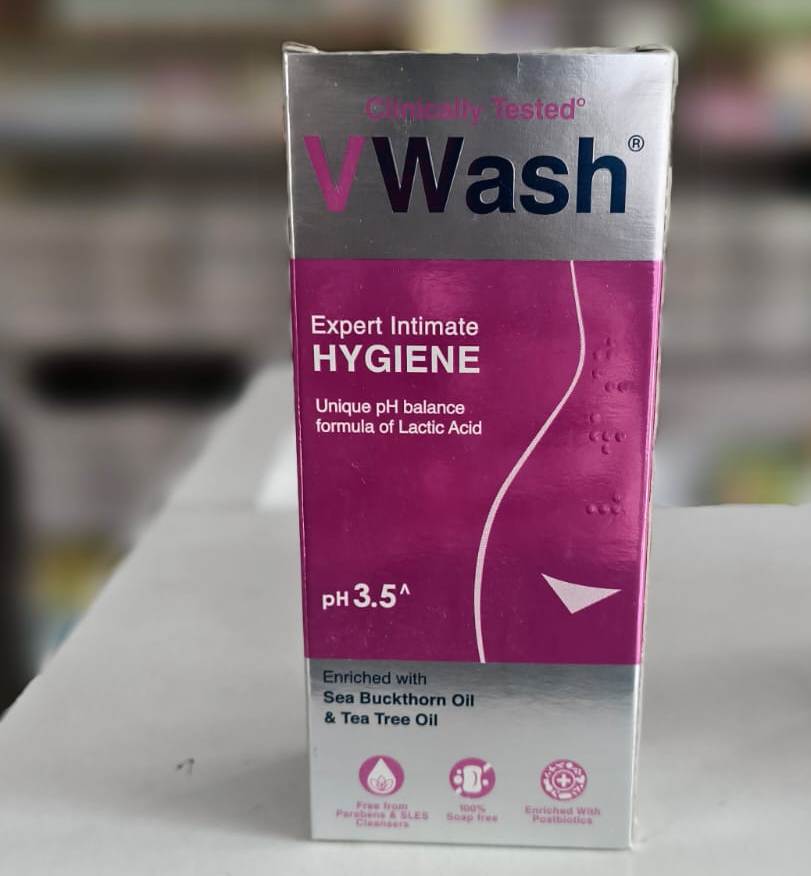 Clinically Tested°
VWash®
Expert Intimate
HYGIENE
Unique pH balance
formula of Lactic Acid
pH 3.5^
Enriched with
Sea Buckthorn Oil
& Tea Tree Oil
Free from
Parabens & SLES
Cleansers
100%
Soap free
Enriched With
Postbiotics